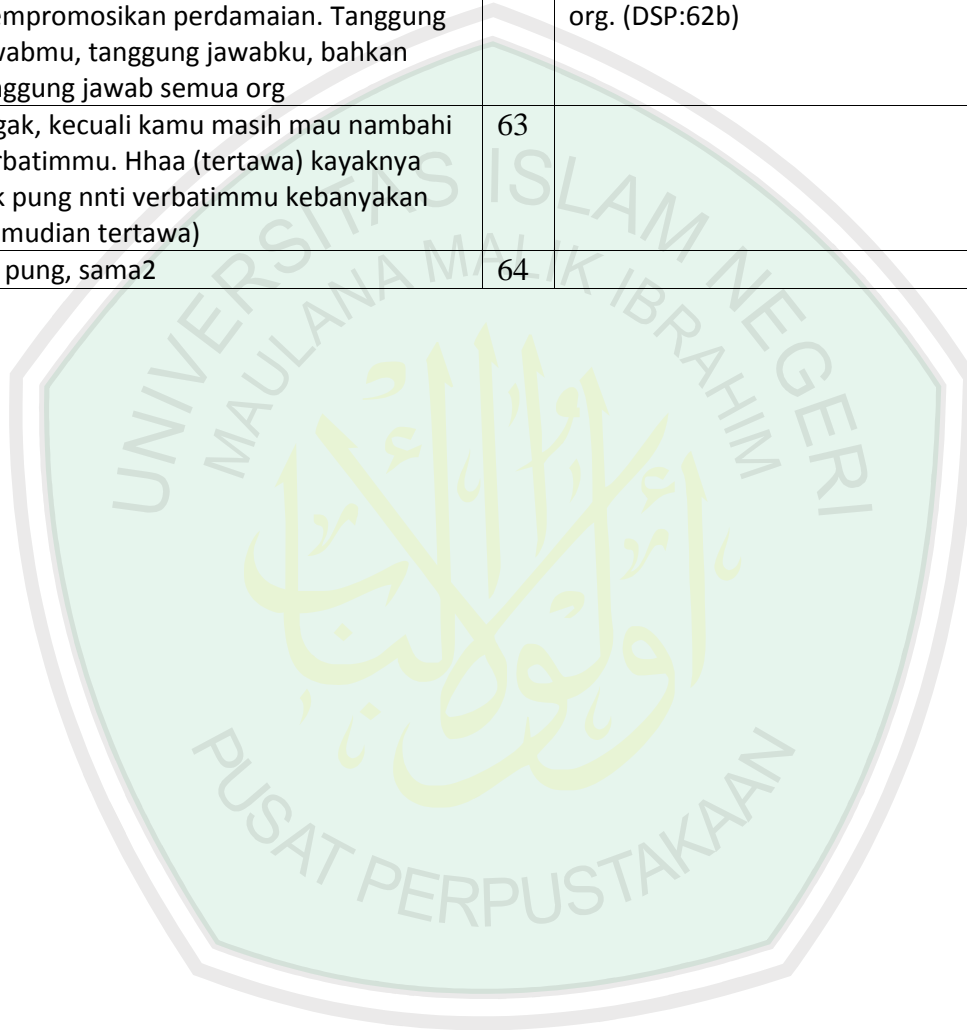 empromosikan perdamaian. Tanggung
wabmu, tanggung jawabku, bahkan
ggung jawab semua org
org. (DSP:62b)
gak, kecuali kamu masih mau nambahi
rbatimmu. Hhaa (tertawa) kayaknya
k pung nnti verbatimmu kebanyakan
mudian tertawa)
63
pung, sama2
64
UNIVERSITAS ISLAM NEGERI
MAULANA MALIK IBRAHIM
PUSAT PERPUSTAKAAN